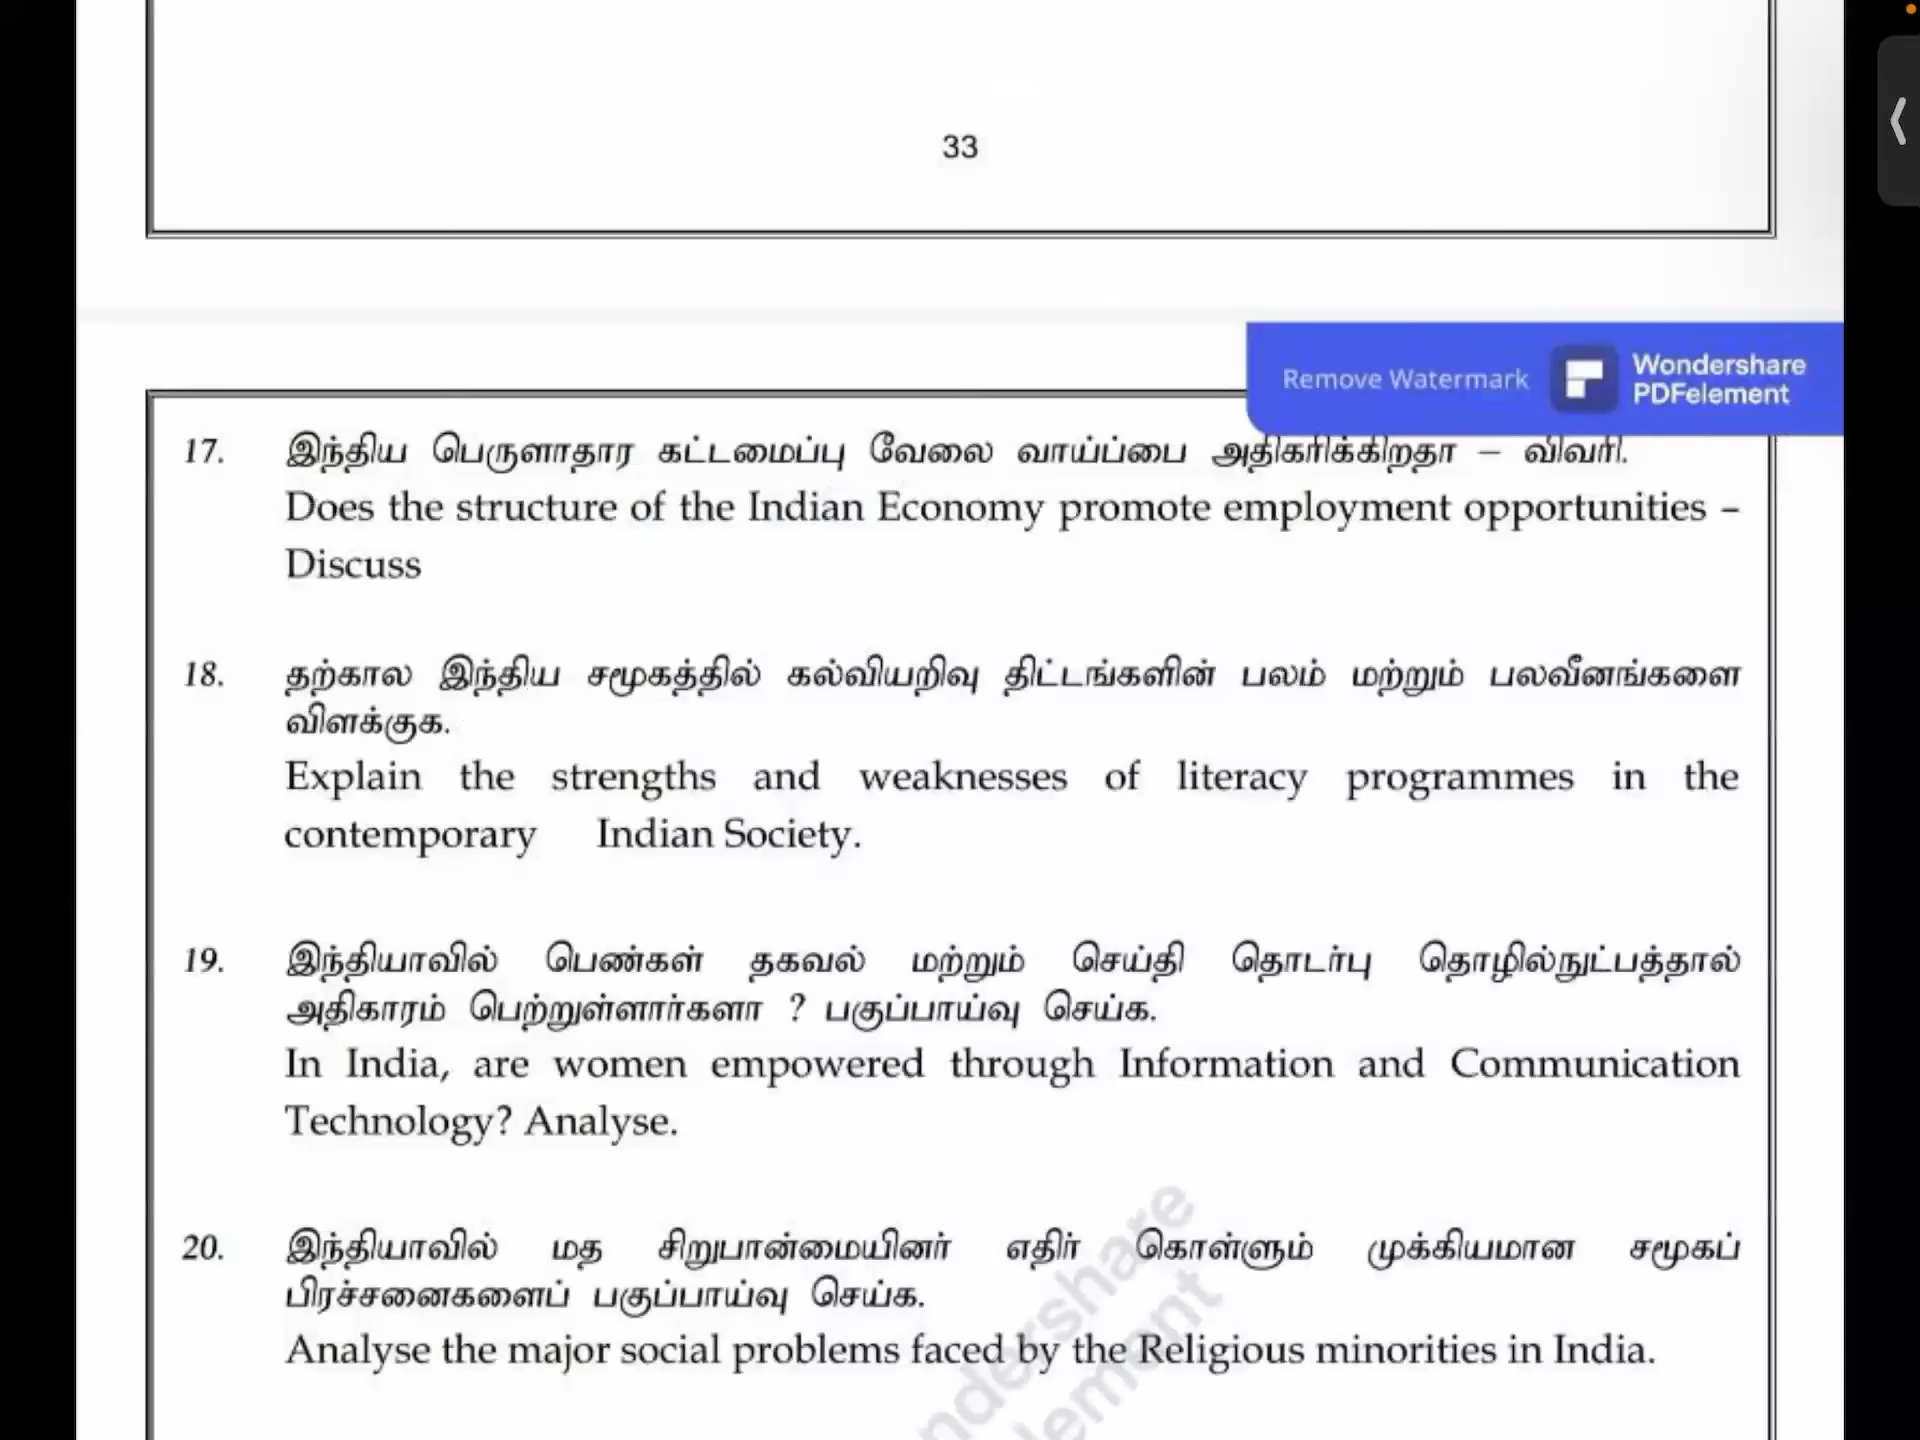 33
Remove Watermark Wondershare PDFelement
17. இந்திய பொருளாதார கட்டமைப்பு வேலை வாய்ப்பை அதிகரிக்கிறதா – விவரி.
Does the structure of the Indian Economy promote employment opportunities –
Discuss
18. தற்கால இந்திய சமூகத்தில் கல்வியறிவு திட்டங்களின் பலம் மற்றும் பலவீனங்களை
விளக்குக.
Explain the strengths and weaknesses of literacy programmes in the
contemporary Indian Society.
19. இந்தியாவில் பெண்கள் தகவல் மற்றும் செய்தி தொடர்பு தொழில்நுட்பத்தால்
அதிகாரம் பெற்றுள்ளார்களா ? பகுப்பாய்வு செய்க.
In India, are women empowered through Information and Communication
Technology? Analyse.
20. இந்தியாவில் மத சிறுபான்மையினர் எதிர் கொள்ளும் முக்கியமான சமூகப்
பிரச்சனைகளைப் பகுப்பாய்வு செய்க.
Analyse the major social problems faced by the Religious minorities in India.
ndershare
lement